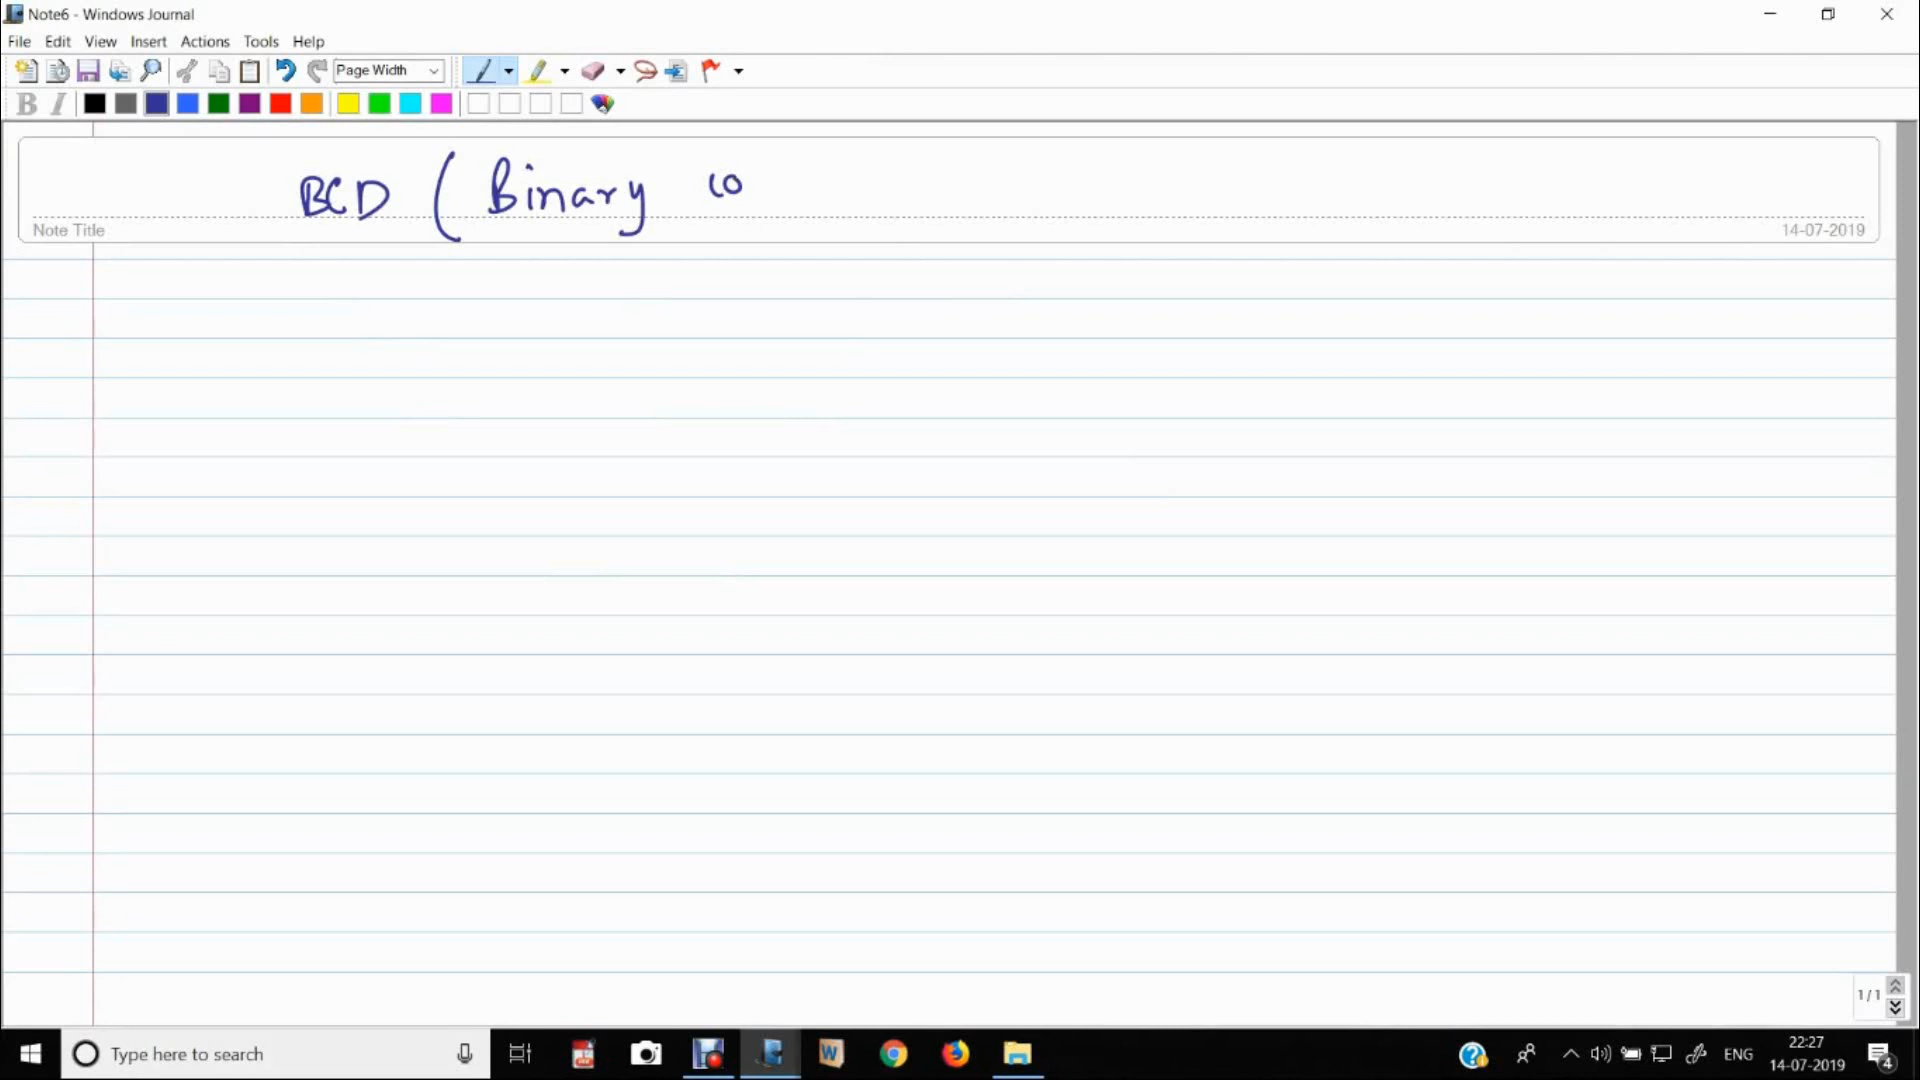 Note6 - Windows Journal
File Edit View Insert Actions Tools Help
Page Width
B I
BCD ( Binary co
Note Title
14-07-2019
1 / 1
Type here to search
ENG
22:27
14-07-2019
4